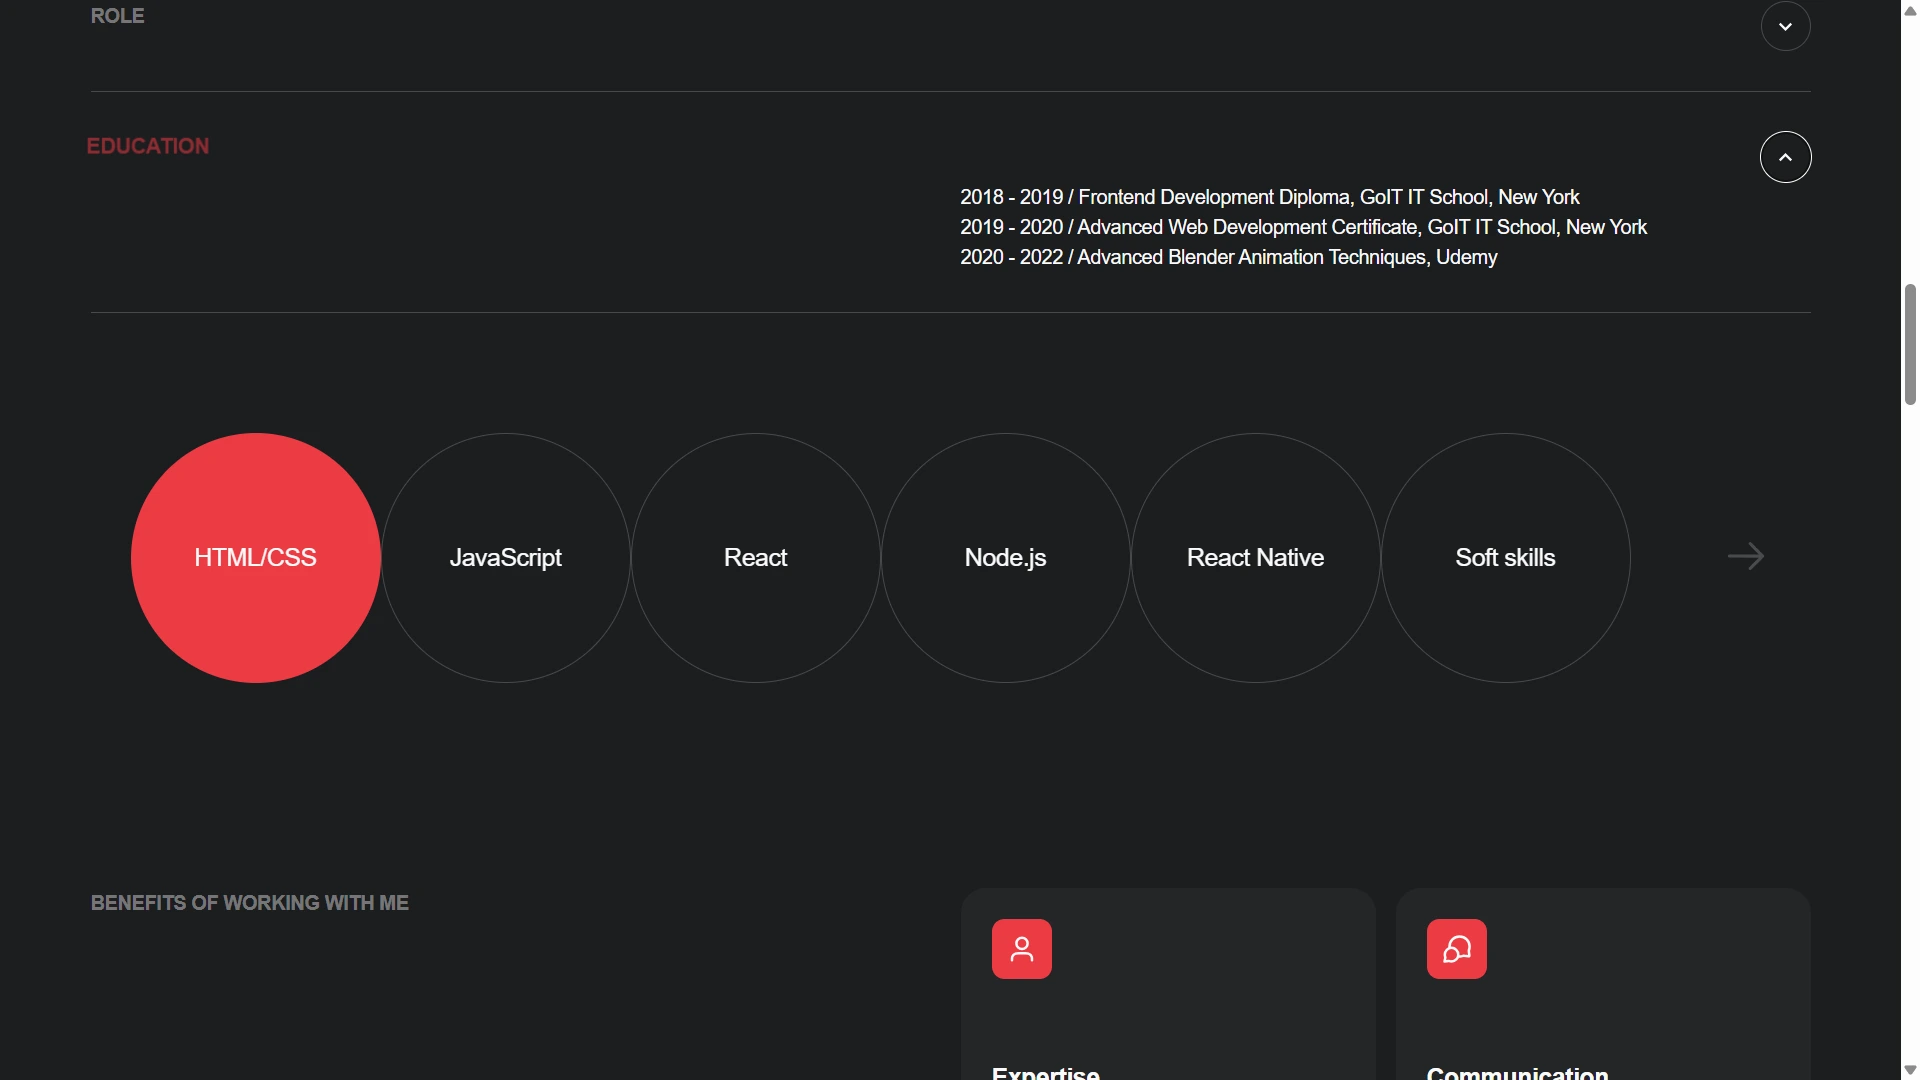 ROLE
EDUCATION
2018 - 2019 / Frontend Development Diploma, GoIT IT School, New York
2019 - 2020 / Advanced Web Development Certificate, GoIT IT School, New York
2020 - 2022 / Advanced Blender Animation Techniques, Udemy
HTML/CSS
JavaScript
React
Node.js
React Native
Soft skills
BENEFITS OF WORKING WITH ME
Expertise
Communication